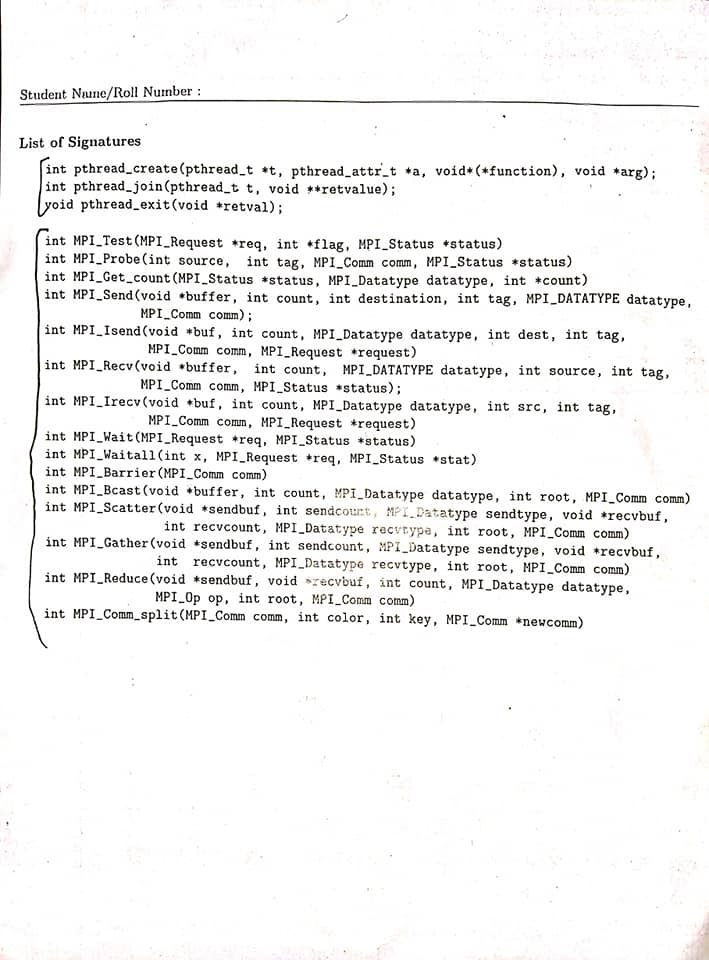 Student Name/Roll Number :
List of Signatures
int pthread_create(pthread_t *t, pthread_attr_t *a, void*(*function), void *arg);
int pthread_join(pthread_t t, void **retvalue);
void pthread_exit(void *retval);
int MPI_Test(MPI_Request *req, int *flag, MPI_Status *status)
int MPI_Probe(int source, int tag, MPI_Comm comm, MPI_Status *status)
int MPI_Get_count(MPI_Status *status, MPI_Datatype datatype, int *count)
int MPI_Send(void *buffer, int count, int destination, int tag, MPI_DATATYPE datatype,
MPI_Comm comm);
int MPI_Isend(void *buf, int count, MPI_Datatype datatype, int dest, int tag,
MPI_Comm comm, MPI_Request *request)
int MPI_Recv(void *buffer, int count, MPI_DATATYPE datatype, int source, int tag,
MPI_Comm comm, MPI_Status *status);
int MPI_Irecv(void *buf, int count, MPI_Datatype datatype, int src, int tag,
MPI_Comm comm, MPI_Request *request)
int MPI_Wait(MPI_Request *req, MPI_Status *status)
int MPI_Waitall(int x, MPI_Request *req, MPI_Status *stat)
int MPI_Barrier(MPI_Comm comm)
int MPI_Bcast(void *buffer, int count, MPI_Datatype datatype, int root, MPI_Comm comm)
int MPI_Scatter(void *sendbuf, int sendcount, MPI_Datatype sendtype, void *recvbuf,
int recvcount, MPI_Datatype recvtype, int root, MPI_Comm comm)
int MPI_Gather(void *sendbuf, int sendcount, MPI_Datatype sendtype, void *recvbuf,
int recvcount, MPI_Datatype recvtype, int root, MPI_Comm comm)
int MPI_Reduce(void *sendbuf, void *recvbuf, int count, MPI_Datatype datatype,
MPI_Op op, int root, MPI_Comm comm)
int MPI_Comm_split(MPI_Comm comm, int color, int key, MPI_Comm *newcomm)